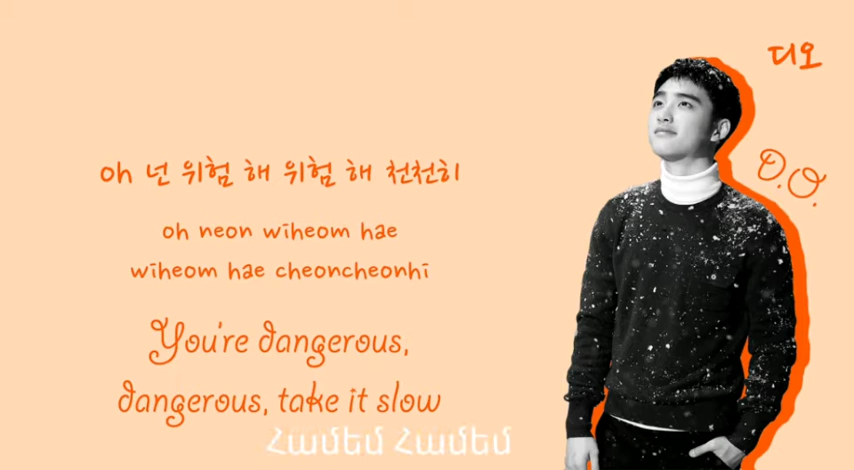 oh 넌 위험 해 위험 해 천천히
oh neon wiheom hae
wiheom hae cheoncheonhi
You're dangerous,
dangerous, take it slow
Համեմ Համեմ
디오
D.O.